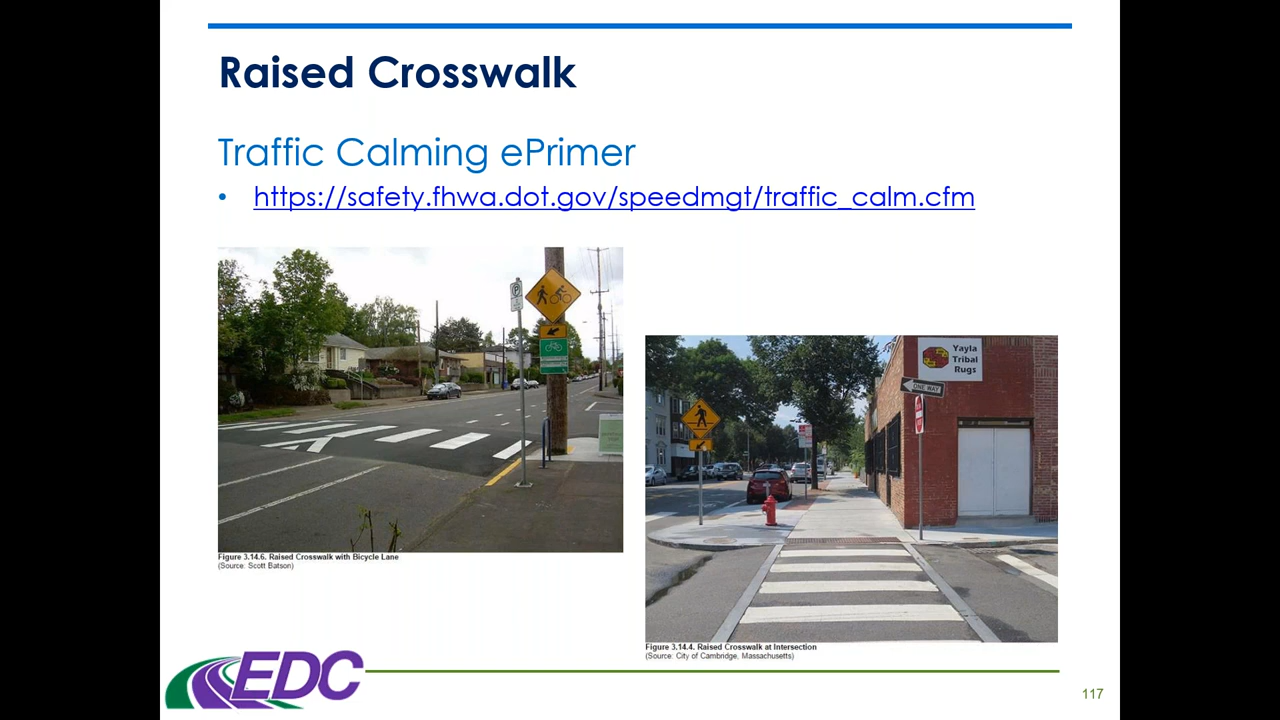 Raised Crosswalk
Traffic Calming ePrimer
• https://safety.fhwa.dot.gov/speedmgt/traffic_calm.cfm
P
Yayla
Tribal
Rugs
ONE WAY
Figure 3.14.6. Raised Crosswalk with Bicycle Lane
(Source: Scott Batson)
Figure 3.14.4. Raised Crosswalk at Intersection
(Source: City of Cambridge, Massachusetts)
EDC
117